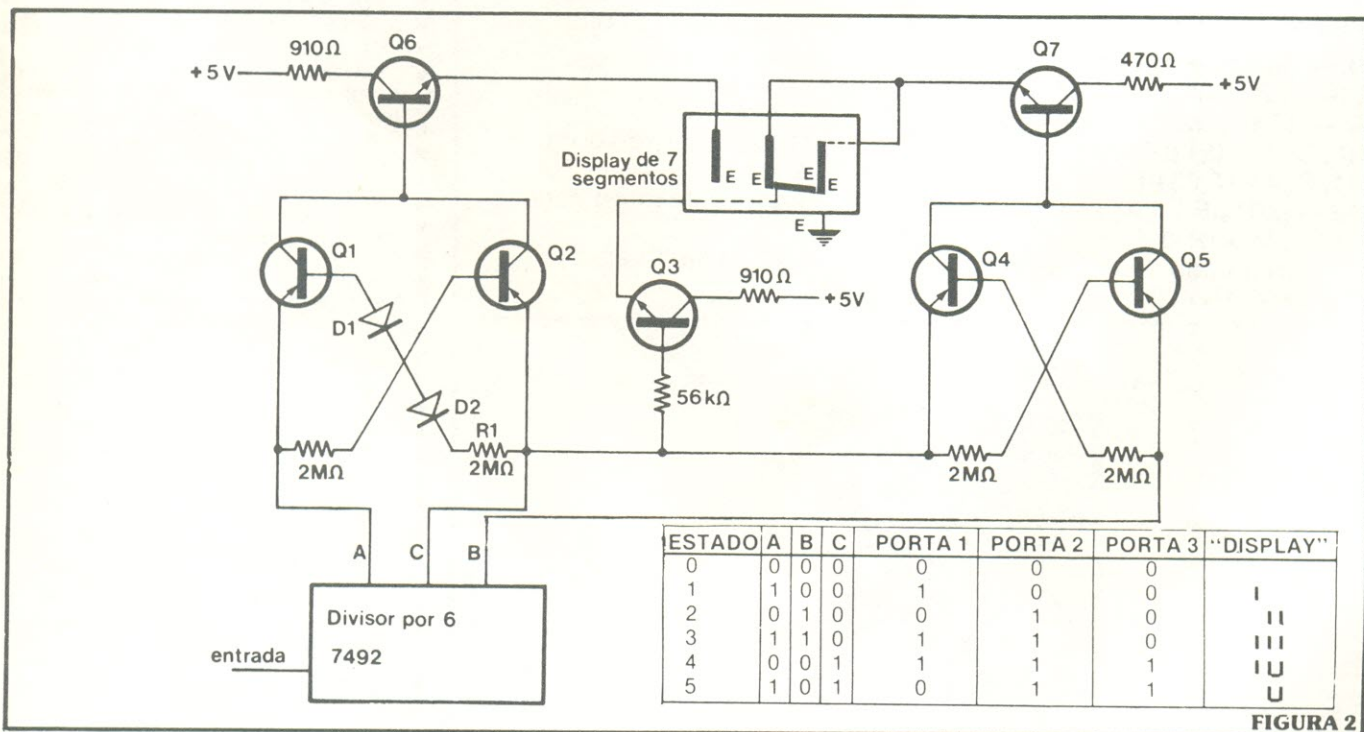 910Ω
Q6
+5V
Q7
470Ω
+5V
Display de 7
segmentos
E
E
E
E
E
Q1
Q2
Q3
910Ω
+5V
Q4
Q5
D1
D2
56kΩ
R1
2MΩ
2MΩ
2MΩ
2MΩ
A
C
B
Divisor por 6
7492
entrada
ESTADO A B C PORTA 1 PORTA 2 PORTA 3 "DISPLAY"
0 0 0 0 0 0 0
1 1 0 0 1 0 0 I
2 0 1 0 0 1 0 II
3 1 1 0 1 1 0 III
4 0 0 1 1 1 1 IU
5 1 0 1 0 1 1 U
FIGURA 2